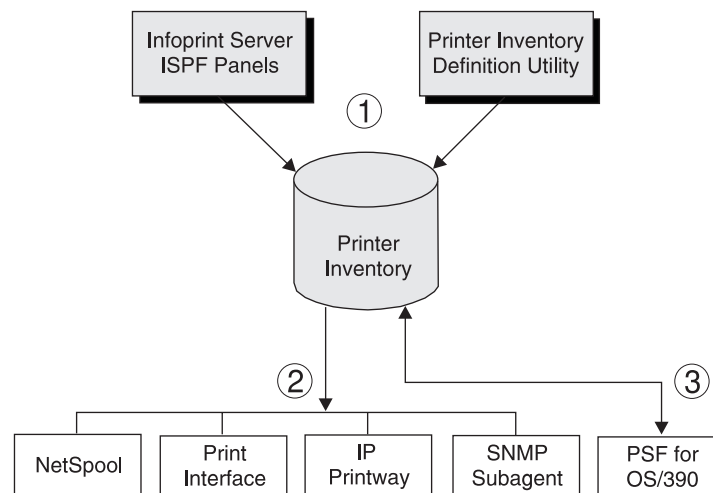 Infoprint Server
ISPF Panels
Printer Inventory
Definition Utility
1
Printer
Inventory
2
3
NetSpool
Print
Interface
IP
Printway
SNMP
Subagent
PSF for
OS/390